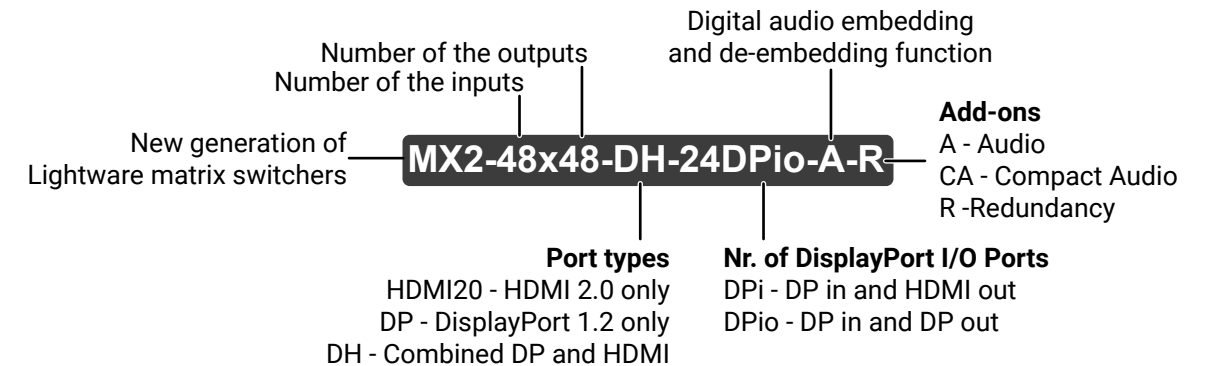 Digital audio embedding
and de-embedding function
Number of the outputs
Number of the inputs
New generation of
Lightware matrix switchers
MX2-48x48-DH-24DPio-A-R
Add-ons
A - Audio
CA - Compact Audio
R -Redundancy
Port types
HDMI20 - HDMI 2.0 only
DP - DisplayPort 1.2 only
DH - Combined DP and HDMI
Nr. of DisplayPort I/O Ports
DPi - DP in and HDMI out
DPio - DP in and DP out